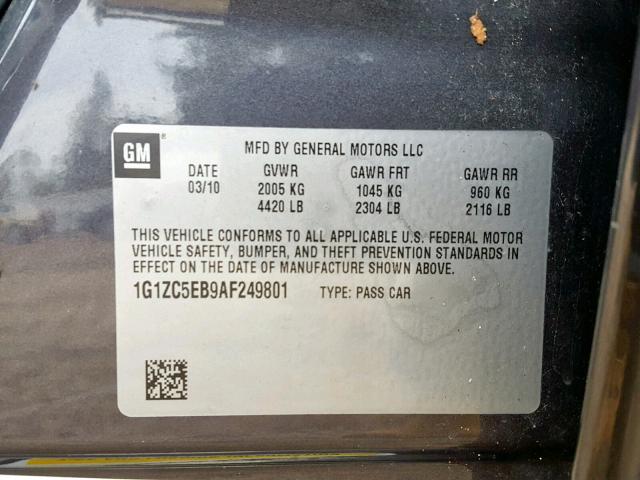 GM ® MFD BY GENERAL MOTORS LLC
DATE GVWR GAWR FRT GAWR RR
03/10 2005 KG 1045 KG 960 KG
4420 LB 2304 LB 2116 LB
THIS VEHICLE CONFORMS TO ALL APPLICABLE U.S. FEDERAL MOTOR
VEHICLE SAFETY, BUMPER, AND THEFT PREVENTION STANDARDS IN
EFFECT ON THE DATE OF MANUFACTURE SHOWN ABOVE.
1G1ZC5EB9AF249801 TYPE: PASS CAR